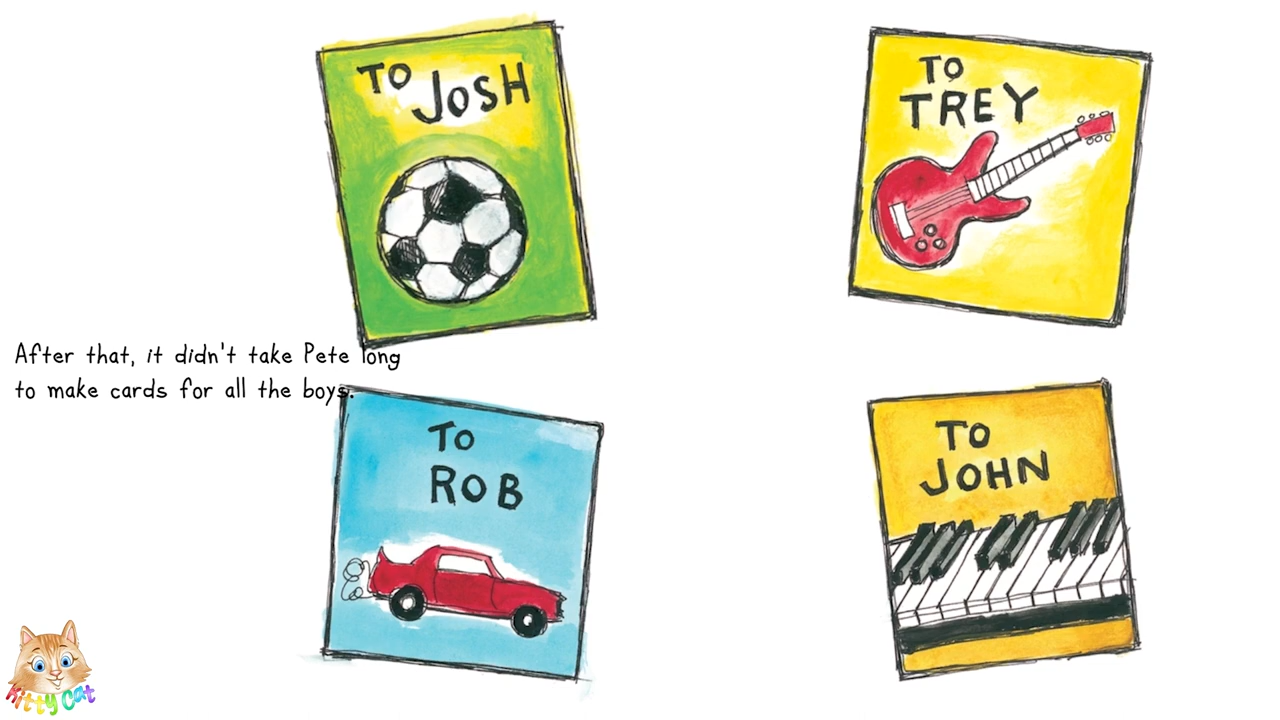 TO
JOSH
TO
TREY
After that, it didn't take Pete long
to make cards for all the boys.
TO
ROB
TO
JOHN
Kitty Cat